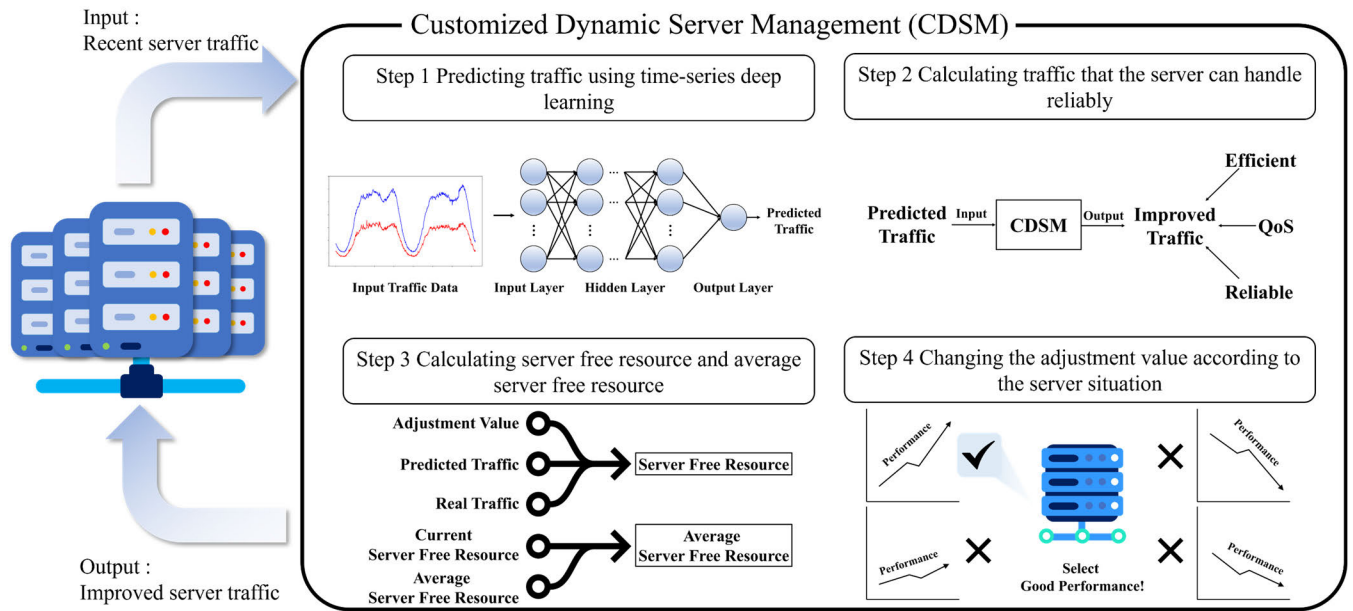 Input :
Recent server traffic
Customized Dynamic Server Management (CDSM)
Step 1 Predicting traffic using time-series deep
learning
Input Traffic Data
Input Layer
Hidden Layer
Output Layer
...
...
Predicted
Traffic
Step 2 Calculating traffic that the server can handle
reliably
Predicted
Traffic
Input
CDSM
Output
Improved
Traffic
Efficient
QoS
Reliable
Step 3 Calculating server free resource and average
server free resource
Adjustment Value
Predicted Traffic
Real Traffic
Server Free Resource
Current
Server Free Resource
Average
Server Free Resource
Average
Server Free Resource
Step 4 Changing the adjustment value according to
the server situation
Performance
Performance
Performance
Performance
Select
Good Performance!
Output :
Improved server traffic